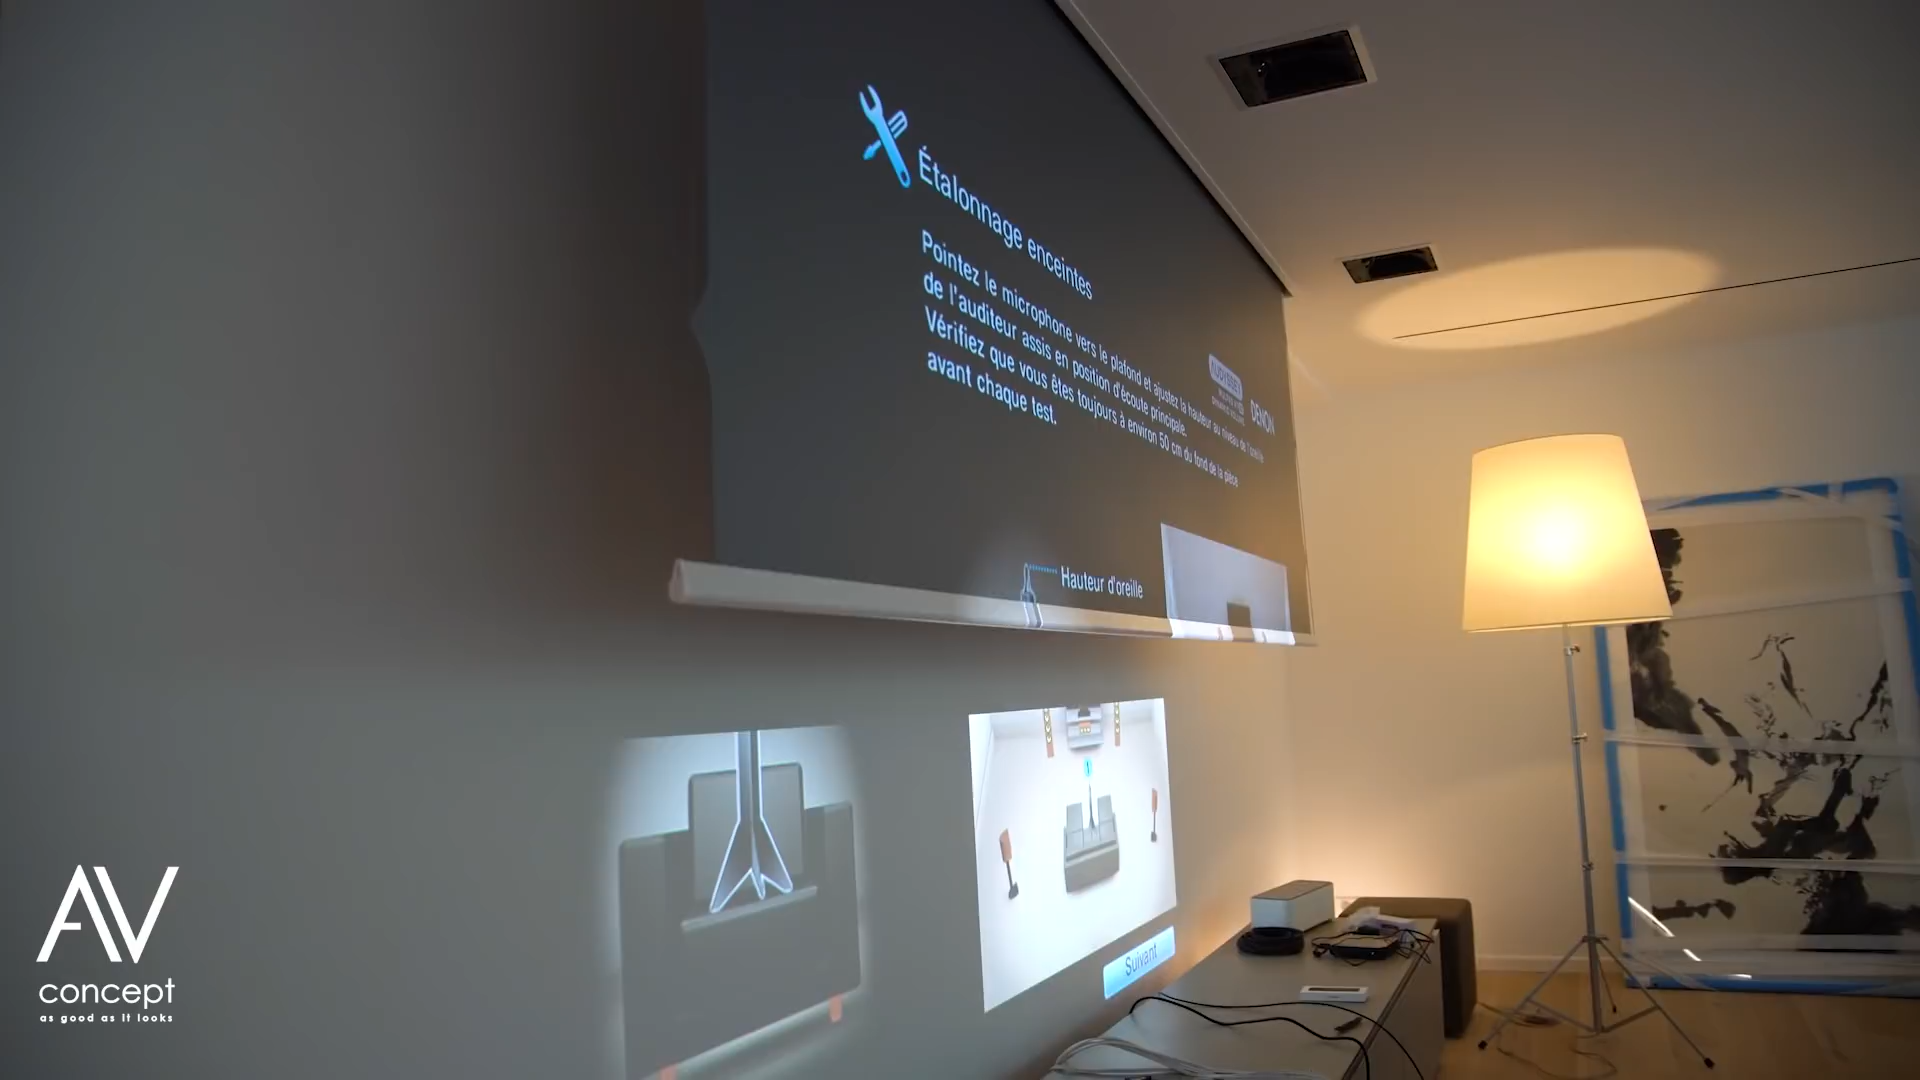 Étalonnage enceintes
Pointez le microphone vers le plafond et ajustez la hauteur au niveau de l'oreille
de l'auditeur assis en position d'écoute principale.
Vérifiez que vous êtes toujours à environ 50 cm du fond de la pièce
avant chaque test.
AUDYSSEY
DENON
Hauteur d'oreille
Suivant
AV
concept
as good as it looks